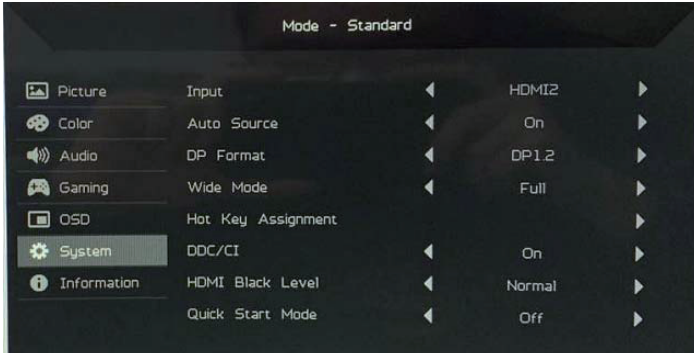 Mode - Standard
Picture Input HDMI2
Color Auto Source On
Audio DP Format DP1.2
Gaming Wide Mode Full
OSD Hot Key Assignment
System DDC/CI On
Information HDMI Black Level Normal
Quick Start Mode Off